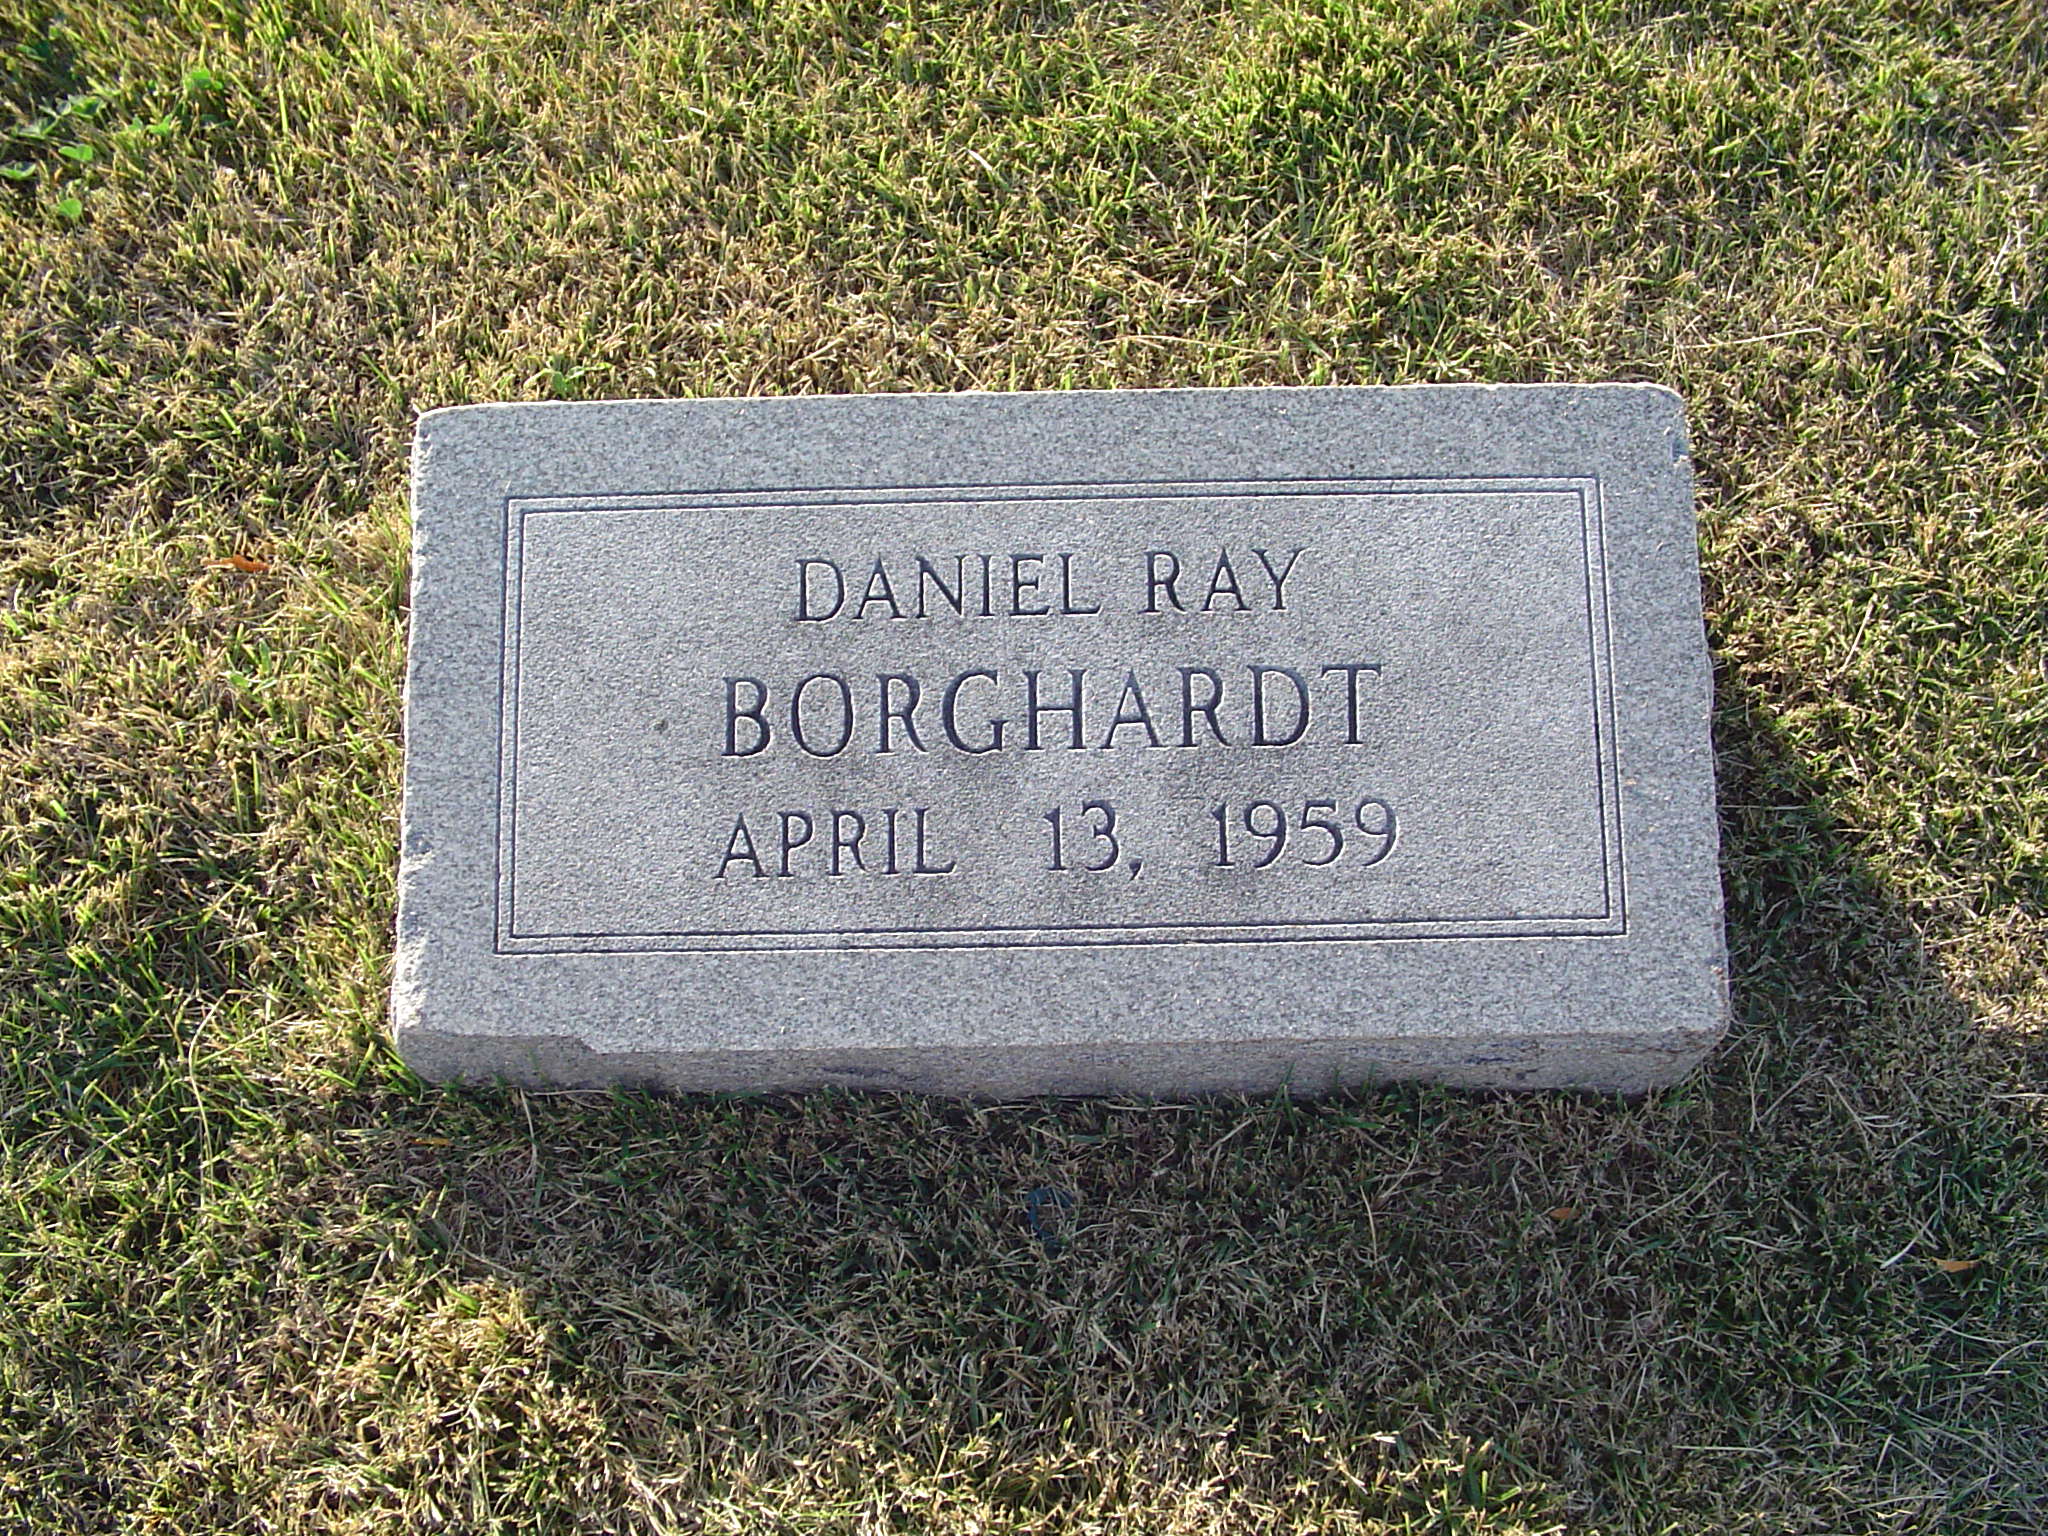 DANIEL RAY
BORGHARDT
APRIL 13, 1959